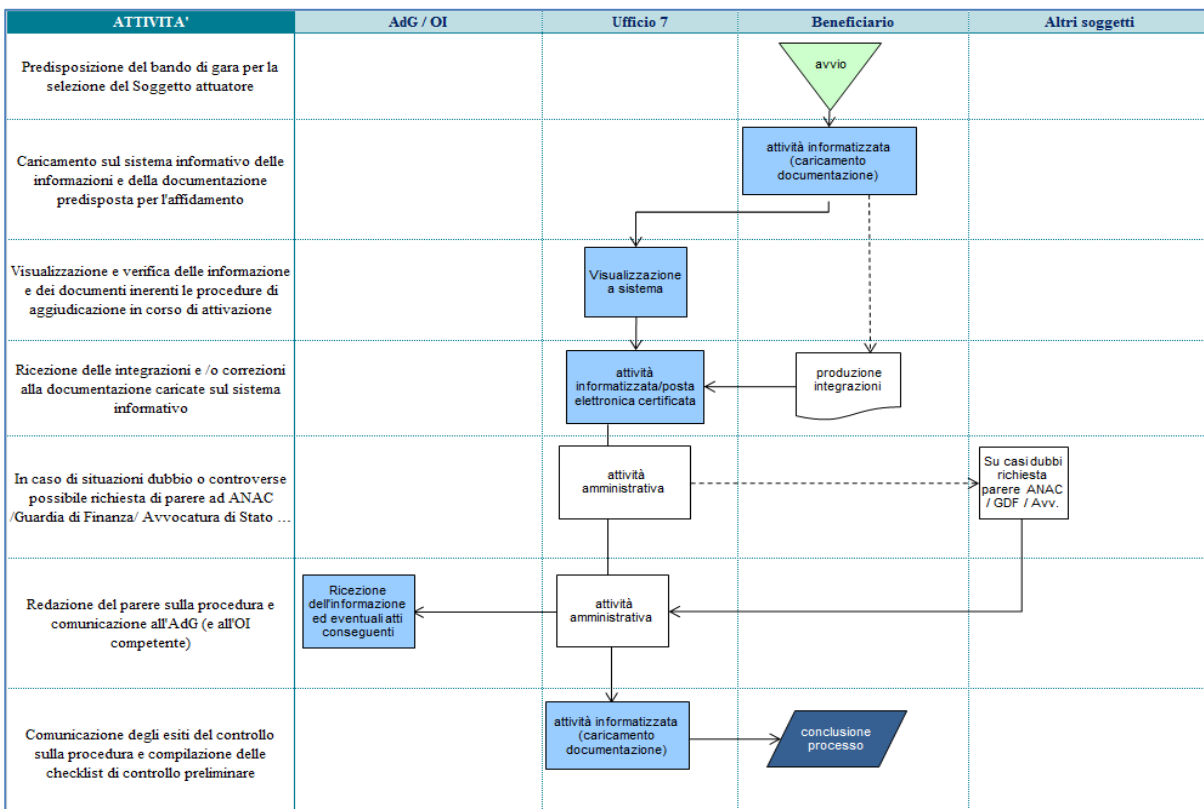 ATTIVITA'
AdG / OI
Ufficio 7
Beneficiario
Altri soggetti
Predisposizione del bando di gara per la
selezione del Soggetto attuatore
avvio
Caricamento sul sistema informativo delle
informazioni e della documentazione
predisposta per l'affidamento
attività informatizzata
(caricamento
documentazione)
Visualizzazione e verifica delle informazione
e dei documenti inerenti le procedure di
aggiudicazione in corso di attivazione
Visualizzazione
a sistema
Ricezione delle integrazioni e /o correzioni
alla documentazione caricate sul sistema
informativo
attività
informatizzata/posta
elettronica certificata
produzione
integrazioni
In caso di situazioni dubbio o controverse
possibile richiesta di parere ad ANAC
/Guardia di Finanza/ Avvocatura di Stato …
attività
amministrativa
Su casi dubbi
richiesta
parere ANAC
/ GDF / Avv.
Redazione del parere sulla procedura e
comunicazione all'AdG (e all'OI
competente)
Ricezione
dell'informazione
ed eventuali atti
conseguenti
attività
amministrativa
Comunicazione degli esiti del controllo
sulla procedura e compilazione delle
checklist di controllo preliminare
attività informatizzata
(caricamento
documentazione)
conclusione
processo